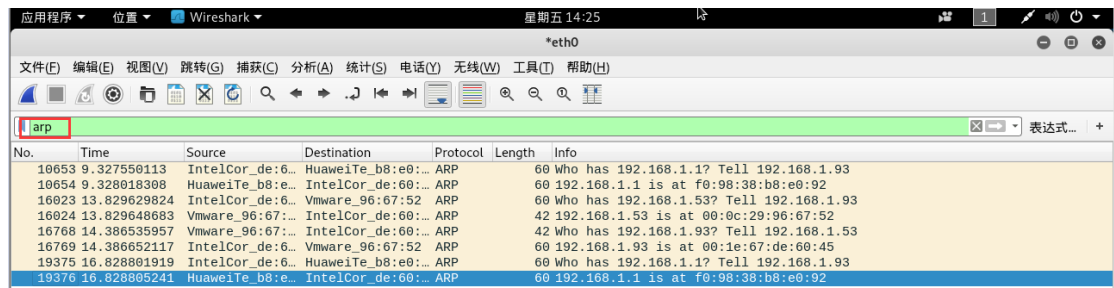 应用程序 ▾ 位置 ▾ Wireshark ▾ 星期五 14:25 1
*eth0
文件(F) 编辑(E) 视图(V) 跳转(G) 捕获(C) 分析(A) 统计(S) 电话(Y) 无线(W) 工具(T) 帮助(H)
arp 表达式… +
No. Time Source Destination Protocol Length Info
10653 9.327550113 IntelCor_de:6… HuaweiTe_b8:e0:… ARP 60 Who has 192.168.1.1? Tell 192.168.1.93
10654 9.328018308 HuaweiTe_b8:e… IntelCor_de:60:… ARP 60 192.168.1.1 is at f0:98:38:b8:e0:92
16023 13.829629824 IntelCor_de:6… Vmware_96:67:52 ARP 60 Who has 192.168.1.53? Tell 192.168.1.93
16024 13.829648683 Vmware_96:67:… IntelCor_de:60:… ARP 42 192.168.1.53 is at 00:0c:29:96:67:52
16768 14.386535957 Vmware_96:67:… IntelCor_de:60:… ARP 42 Who has 192.168.1.93? Tell 192.168.1.53
16769 14.386652117 IntelCor_de:6… Vmware_96:67:52 ARP 60 192.168.1.93 is at 00:1e:67:de:60:45
19375 16.828801919 IntelCor_de:6… HuaweiTe_b8:e0:… ARP 60 Who has 192.168.1.1? Tell 192.168.1.93
19376 16.828805241 HuaweiTe_b8:e… IntelCor_de:60:… ARP 60 192.168.1.1 is at f0:98:38:b8:e0:92